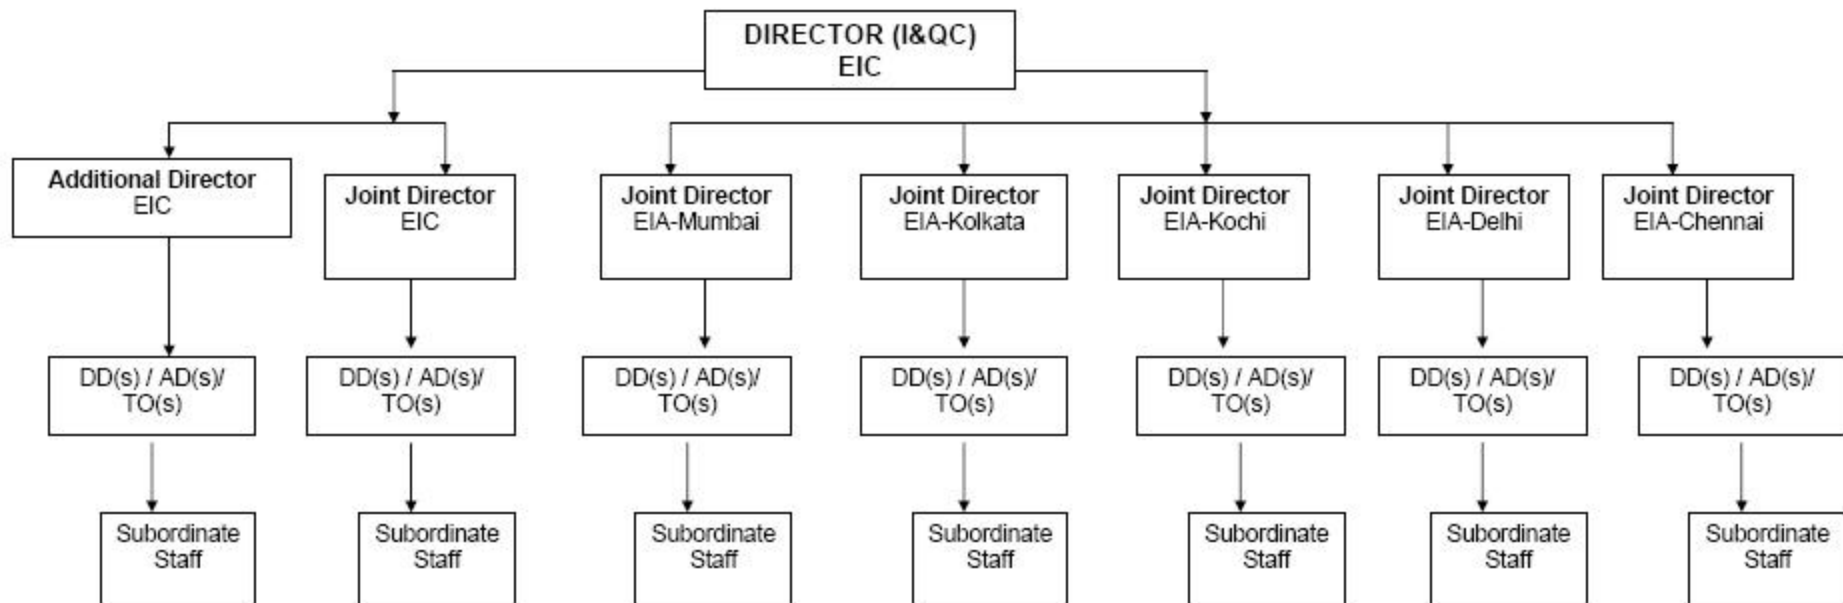 DIRECTOR (I&QC)
EIC
Additional Director
EIC
Joint Director
EIC
Joint Director
EIA-Mumbai
Joint Director
EIA-Kolkata
Joint Director
EIA-Kochi
Joint Director
EIA-Delhi
Joint Director
EIA-Chennai
DD(s) / AD(s)/
TO(s)
DD(s) / AD(s)/
TO(s)
DD(s) / AD(s)/
TO(s)
DD(s) / AD(s)/
TO(s)
DD(s) / AD(s)/
TO(s)
DD(s) / AD(s)/
TO(s)
DD(s) / AD(s)/
TO(s)
Subordinate
Staff
Subordinate
Staff
Subordinate
Staff
Subordinate
Staff
Subordinate
Staff
Subordinate
Staff
Subordinate
Staff